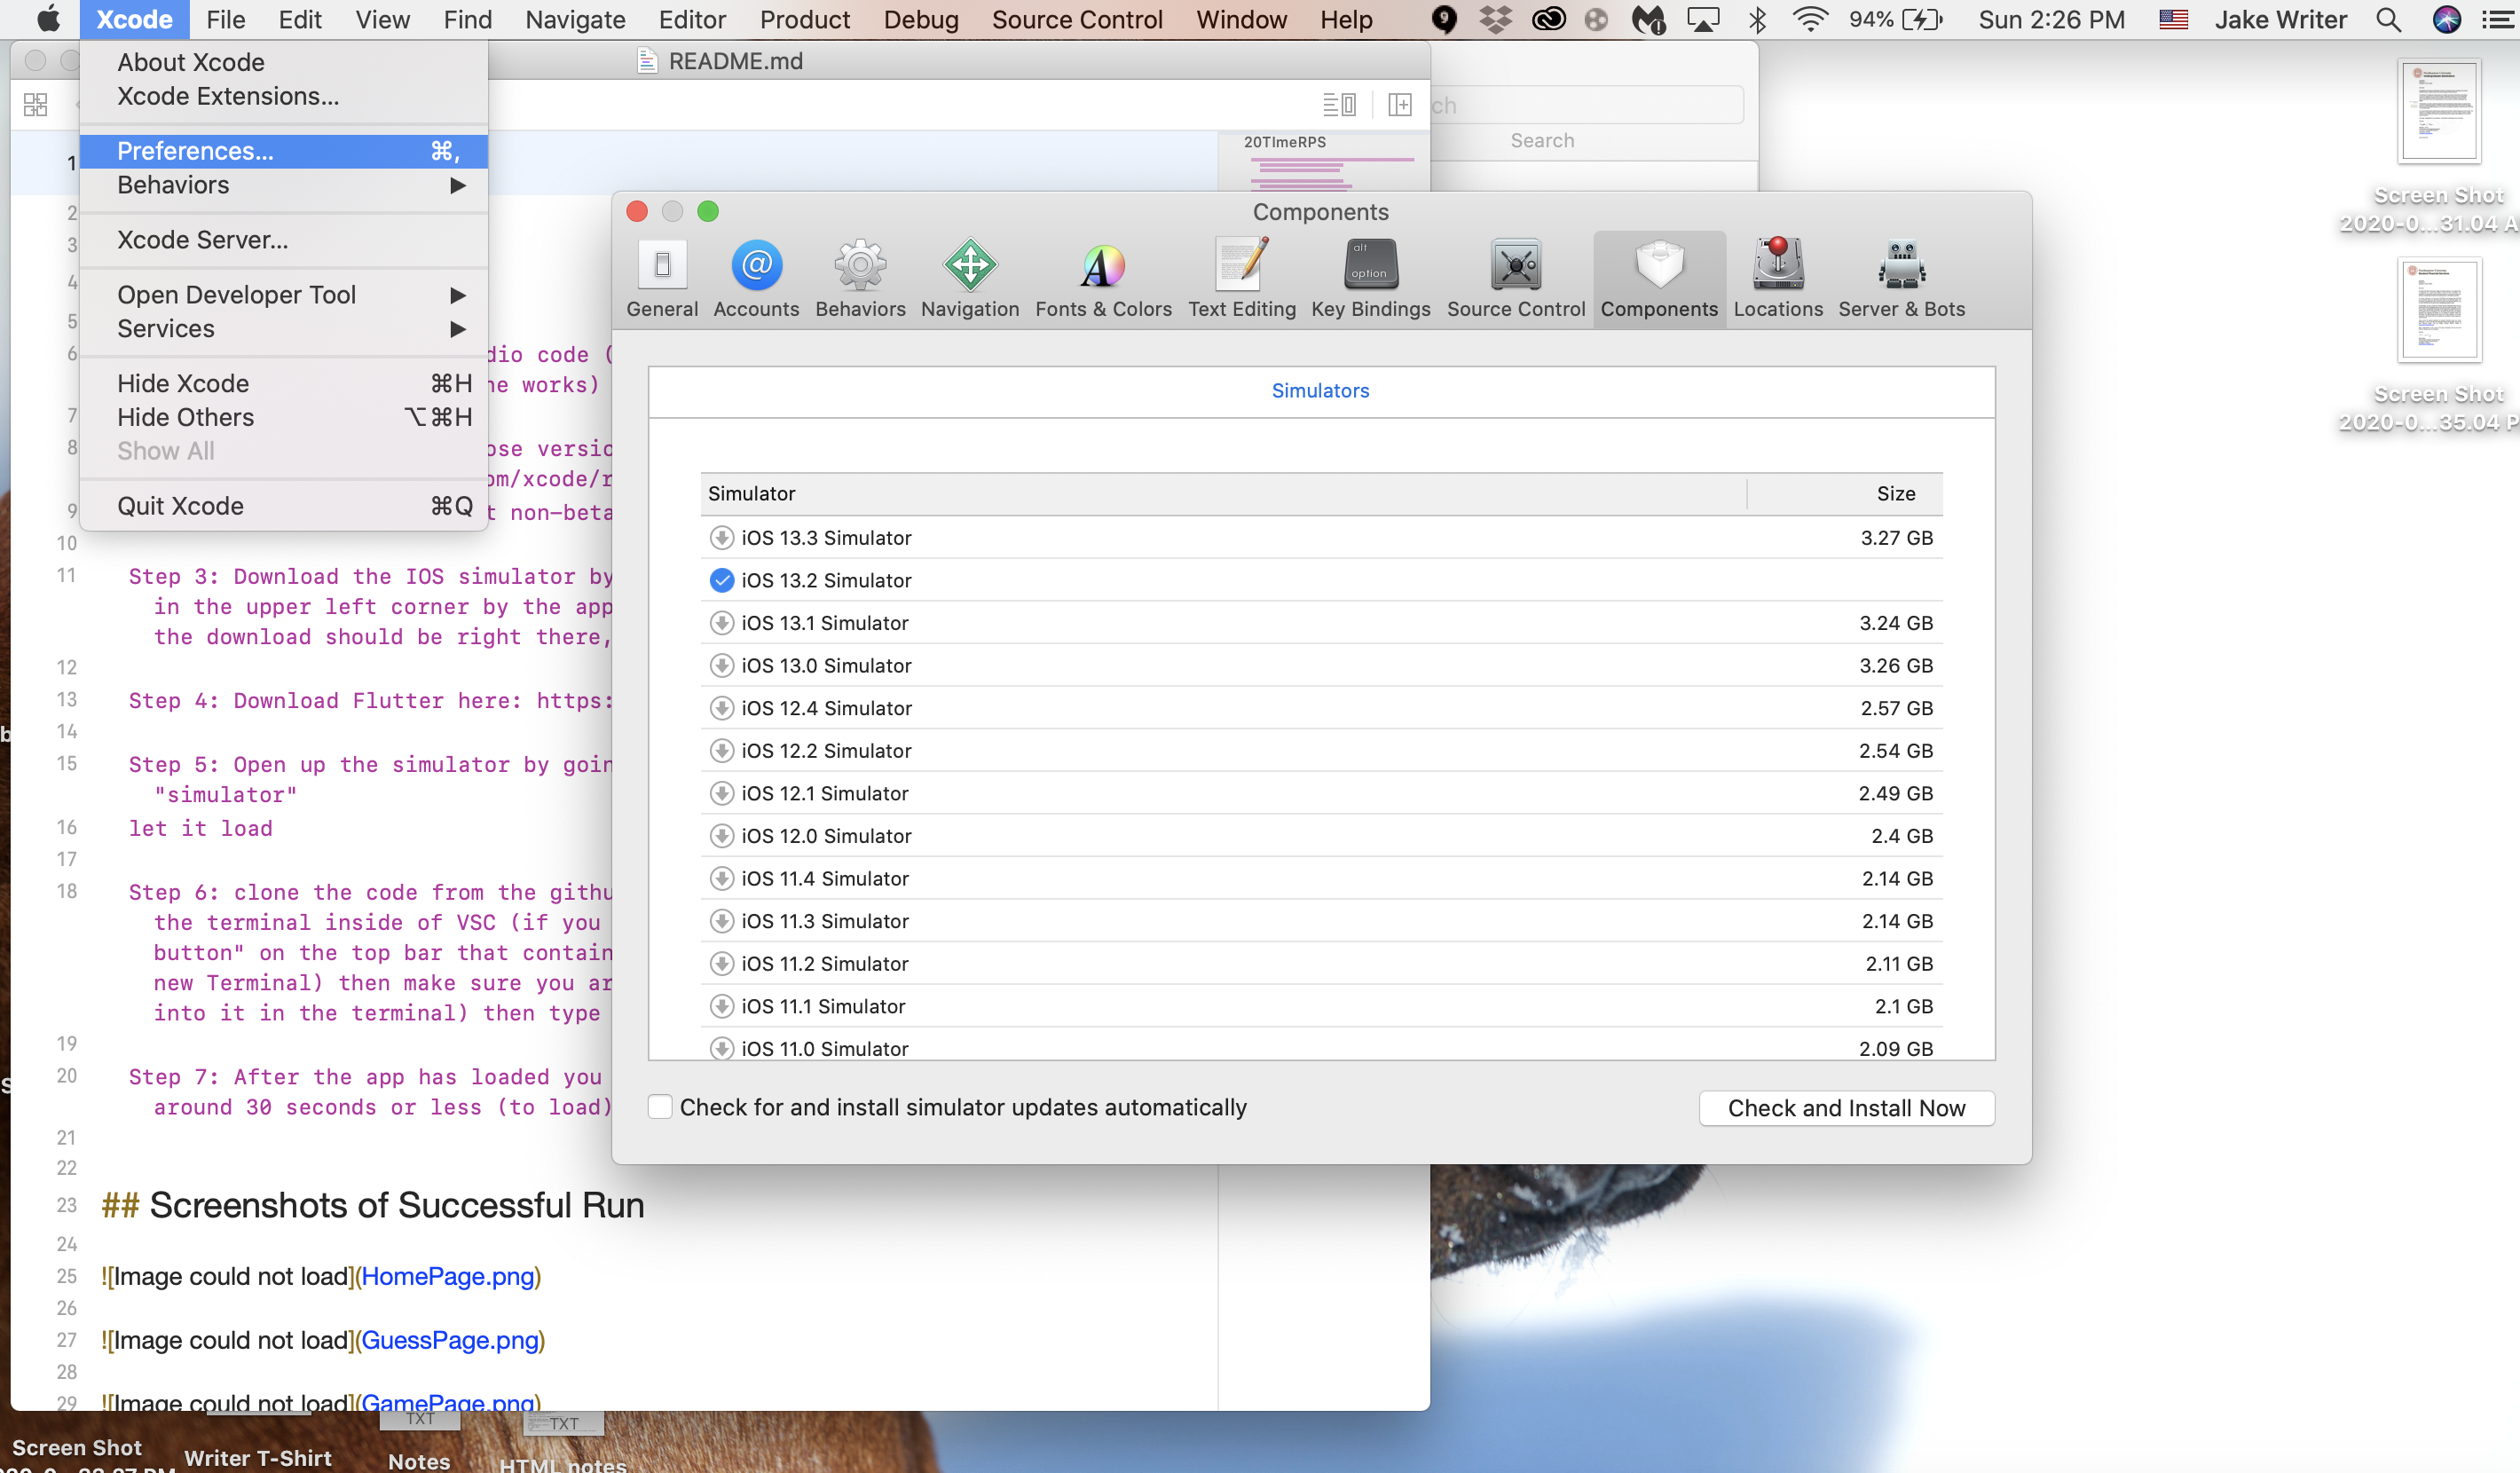 Xcode File Edit View Find Navigate Editor Product Debug Source Control Window Help 94% Sun 2:26 PM Jake Writer
About Xcode
Xcode Extensions...
Preferences... ⌘,
Behaviors ▶
Xcode Server...
Open Developer Tool ▶
Services ▶
Hide Xcode ⌘H
Hide Others ⌥⌘H
Show All
Quit Xcode ⌘Q
README.md
20TImeRPS
ch
Search
1
2
3
4
5
6 dio code (
he works)
7
8 ose versio
om/xcode/r
9 t non-beta
10
11 Step 3: Download the IOS simulator by
in the upper left corner by the app
the download should be right there,
12
13 Step 4: Download Flutter here: https:
14
15 Step 5: Open up the simulator by goin
"simulator"
16 let it load
17
18 Step 6: clone the code from the githu
the terminal inside of VSC (if you
button" on the top bar that contain
new Terminal) then make sure you ar
into it in the terminal) then type
19
20 Step 7: After the app has loaded you
around 30 seconds or less (to load)
21
22
23 ## Screenshots of Successful Run
24
25 ![Image could not load](HomePage.png)
26
27 ![Image could not load](GuessPage.png)
28
29 ![Image could not load](GamePage.png)
Components
General Accounts Behaviors Navigation Fonts & Colors Text Editing Key Bindings Source Control Components Locations Server & Bots
alt
option
Simulators
Simulator Size
iOS 13.3 Simulator 3.27 GB
iOS 13.2 Simulator
iOS 13.1 Simulator 3.24 GB
iOS 13.0 Simulator 3.26 GB
iOS 12.4 Simulator 2.57 GB
iOS 12.2 Simulator 2.54 GB
iOS 12.1 Simulator 2.49 GB
iOS 12.0 Simulator 2.4 GB
iOS 11.4 Simulator 2.14 GB
iOS 11.3 Simulator 2.14 GB
iOS 11.2 Simulator 2.11 GB
iOS 11.1 Simulator 2.1 GB
iOS 11.0 Simulator 2.09 GB
Check for and install simulator updates automatically
Check and Install Now
Screen Shot
2020-0...31.04 A
Screen Shot
2020-0...35.04 P
TXT
TXT
Screen Shot
Writer T-Shirt
Notes
HTML notes